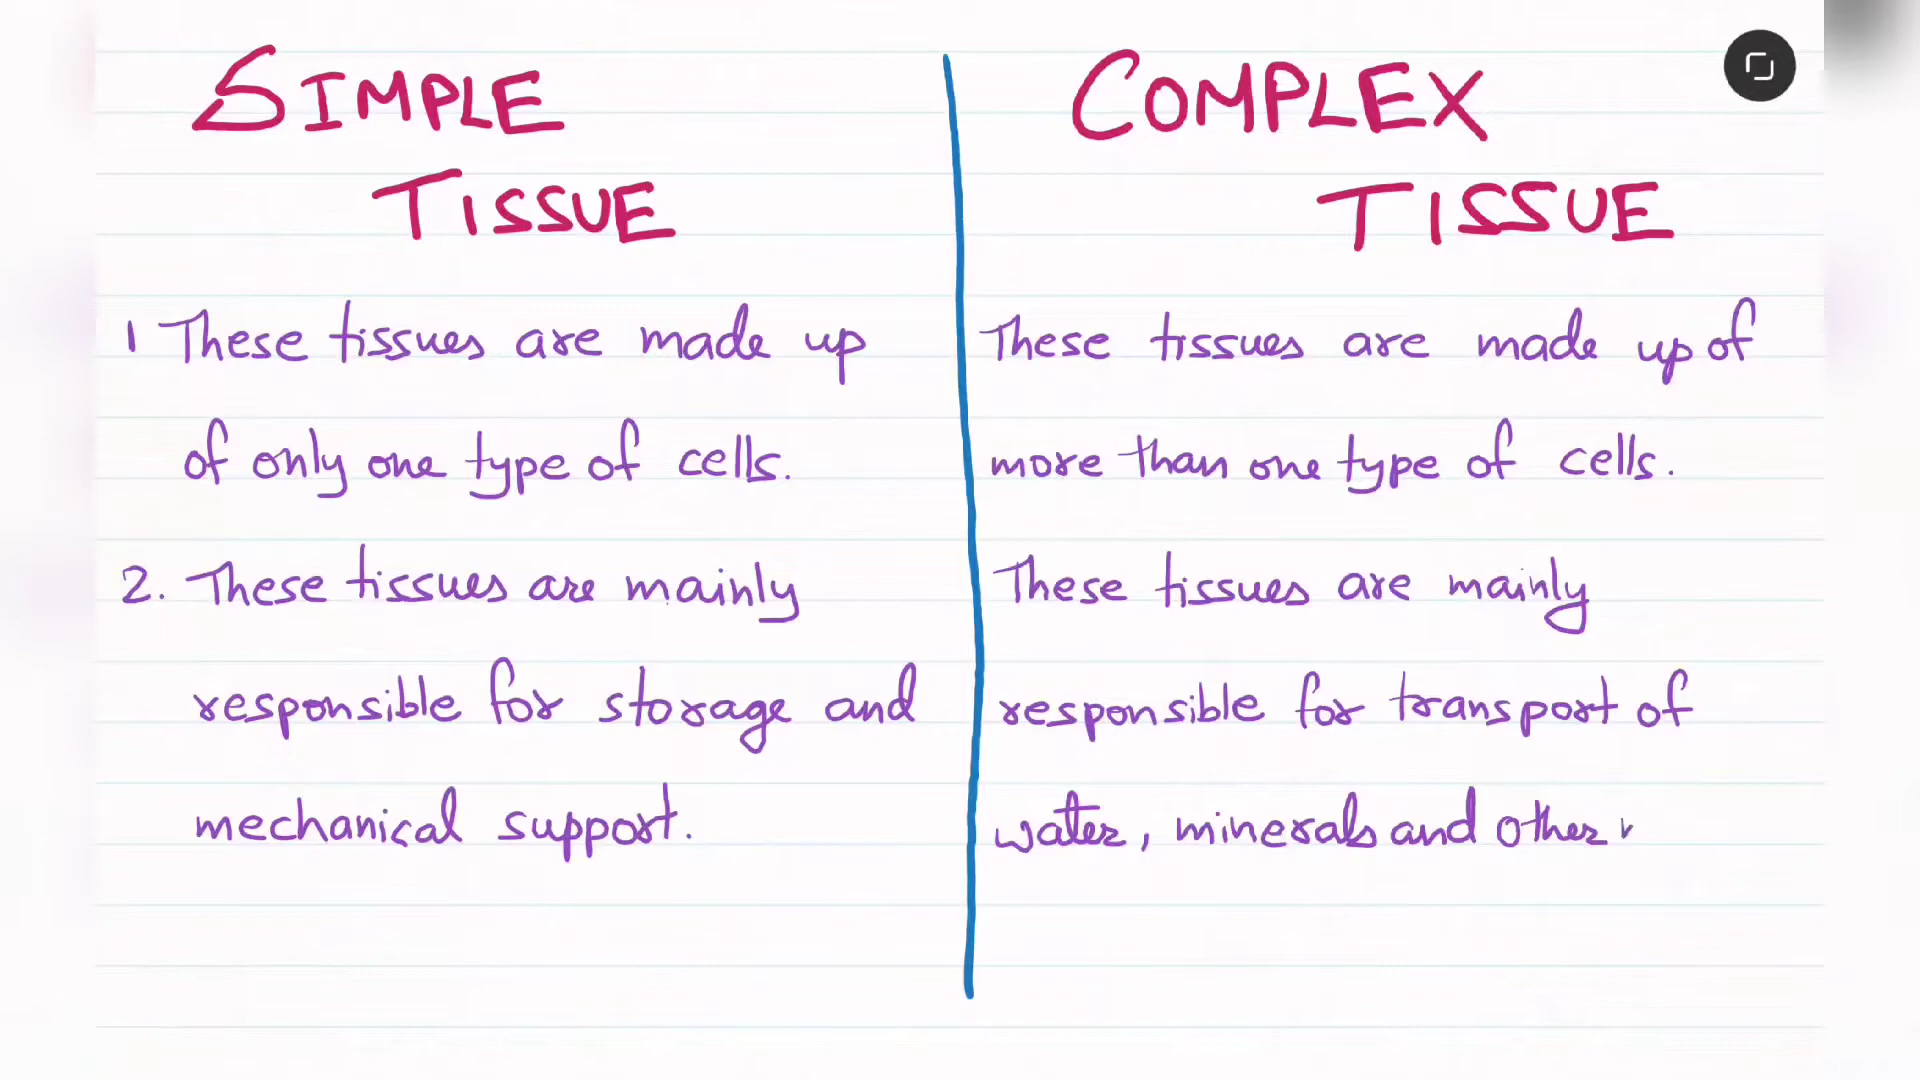 SIMPLE
TISSUE
1 These tissues are made up
of only one type of cells.
2. These tissues are mainly
responsible for storage and
mechanical support.
COMPLEX
TISSUE
These tissues are made up of
more than one type of cells.
These tissues are mainly
responsible for transport of
water, minerals and other